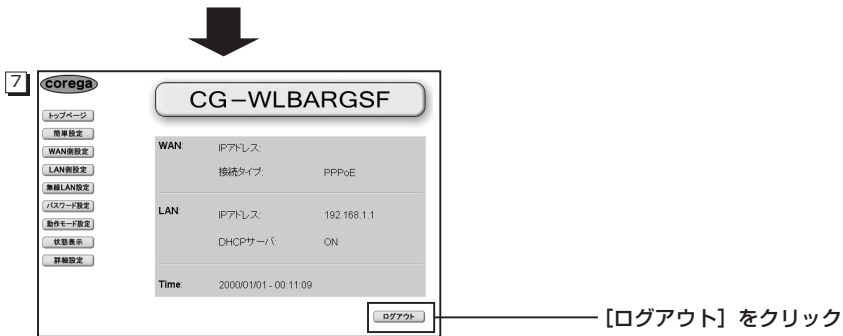 7
corega
CG-WLBARGSF
トップページ
簡単設定
WAN側設定
LAN側設定
無線LAN設定
パスワード設定
動作モード設定
状態表示
詳細設定
WAN: IPアドレス:
接続タイプ: PPPoE
LAN: IPアドレス: 192.168.1.1
DHCPサーバ: ON
Time: 2000/01/01 - 00:11:09
ログアウト
[ログアウト] をクリック